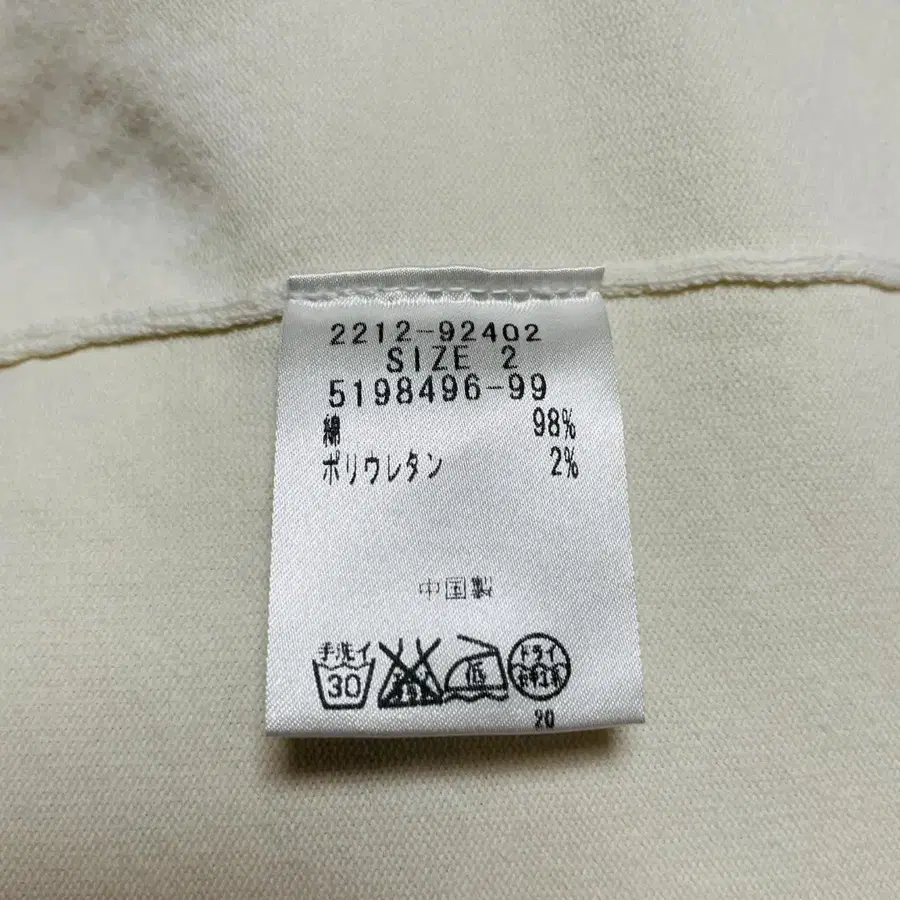 2212-92402
SIZE 2
5198496-99
綿 98%
ポリウレタン 2%
中国製
手洗イ
30
低
ドライ
20